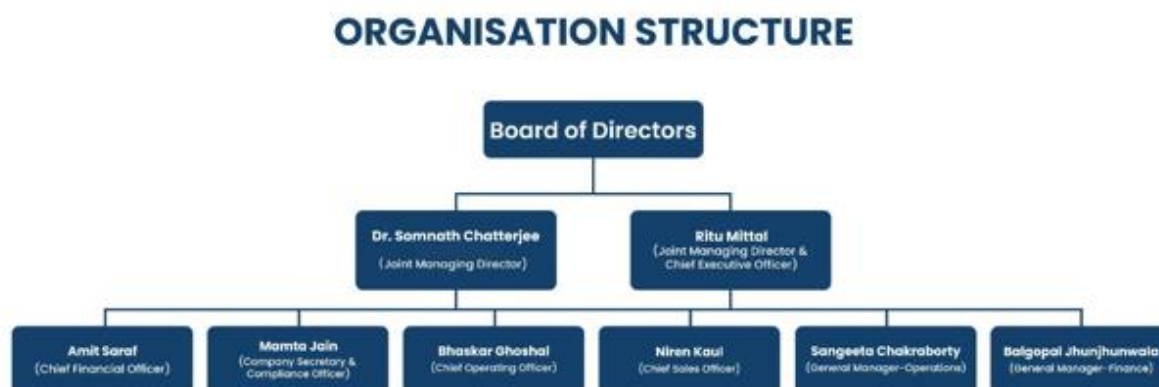 ORGANISATION STRUCTURE
Board of Directors
Dr. Somnath Chatterjee
(Joint Managing Director)
Ritu Mittal
(Joint Managing Director &
Chief Executive Officer)
Amit Saraf
(Chief Financial Officer)
Mamta Jain
(Company Secretary &
Compliance Officer)
Bhaskar Ghoshal
(Chief Operating Officer)
Niren Kaul
(Chief Sales Officer)
Sangeeta Chakraborty
(General Manager-Operations)
Balgopal Jhunjhunwala
(General Manager- Finance)